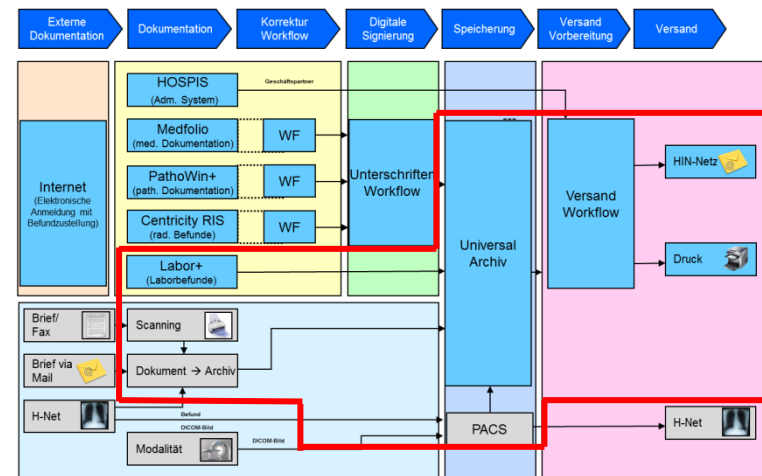 Externe
Dokumentation
Dokumentation
Korrektur
Workflow
Digitale
Signierung
Speicherung
Versand
Vorbereitung
Versand
HOSPIS
(Adm. System)
Geschäftspartner
Medfolio
(med. Dokumentation)
WF
PathoWin+
(path. Dokumentation)
WF
Centricity RIS
(rad. Befunde)
WF
Labor+
(Laborbefunde)
Internet
(Elektronische
Anmeldung mit
Befundzustellung)
Unterschriften
Workflow
Universal
Archiv
Versand
Workflow
HIN-Netz
Druck
Brief/
Fax
Scanning
Brief via
Mail
Dokument → Archiv
H-Net
Befund
DICOM-Bild
Modalität
DICOM-Bild
PACS
H-Net